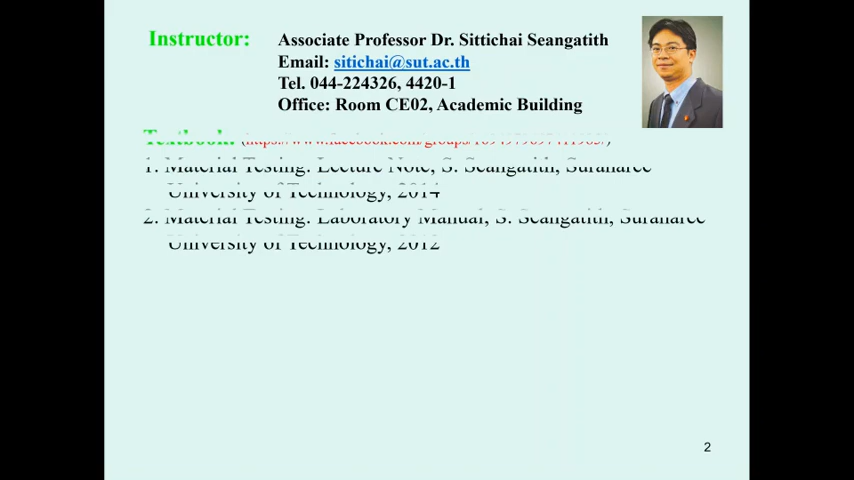 Instructor: Associate Professor Dr. Sittichai Seangatith
Email: sitichai@sut.ac.th
Tel. 044-224326, 4420-1
Office: Room CE02, Academic Building
Textbook:
1. Material Testing: Lecture Note, S. Seangatith, Suranaree
University of Technology, 2014
2. Material Testing: Laboratory Manual, S. Seangatith, Suranaree
University of Technology, 2012
2